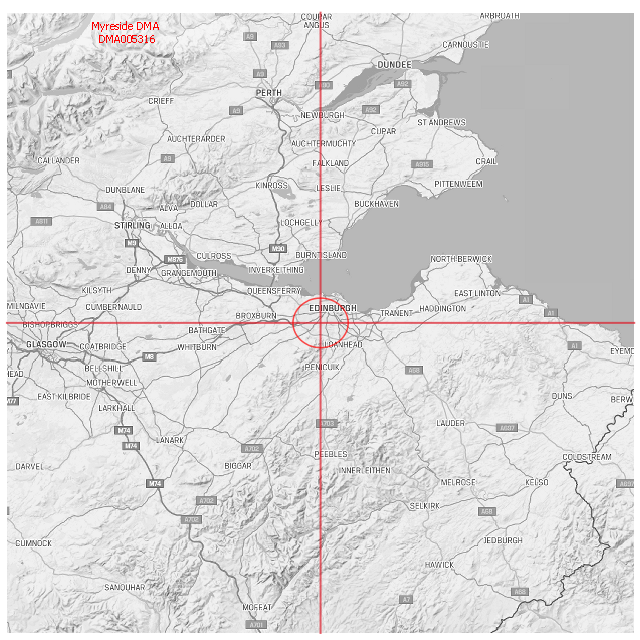 Myreside DMA
DMA005316
ARBROATH
COUPAR
ANGUS
A9
A93
CARNOUSTIE
DUNDEE
A9
A90
A92
PERTH
CRIEFF
A9
A92
NEWBURGH
ST ANDREWS
CUPAR
AUCHTERARDER
AUCHTERMUCHTY
CALLANDER
A9
FALKLAND
A915
CRAIL
DUNBLANE
KINROSS
LESLIE
PITTENWEEM
DOLLAR
BUCKHAVEN
ALVA
A84
A811
STIRLING
ALLOA
LOCHGELLY
M9
M90
CULROSS
BURNTISLAND
M876
NORTH BERWICK
DENNY
GRANGEMOUTH
INVERKEITHING
KILSYTH
QUEENSFERRY
EAST LINTON
A1
MILNGAVIE
CUMBERNAULD
EDINBURGH
HADDINGTON
BROXBURN
TRANENT
A1
BISHOPBRIGGS
BATHGATE
GLASGOW
COATBRIDGE
WHITBURN
LOANHEAD
A1
EYEMO
M8
BELLSHILL
PENICUIK
HEAD
A68
MOTHERWELL
EAST KILBRIDE
DUNS
M77
BERW
LARKHALL
A703
LAUDER
A697
M74
LANARK
M74
A702
PEEBLES
COLDSTREAM
DARVEL
BIGGAR
INNERLEITHEN
M74
MELROSE
KELSO
A697
A702
SELKIRK
A68
A702
CUMNOCK
JEDBURGH
HAWICK
SANQUHAR
A68
A7
MOFFAT
A701